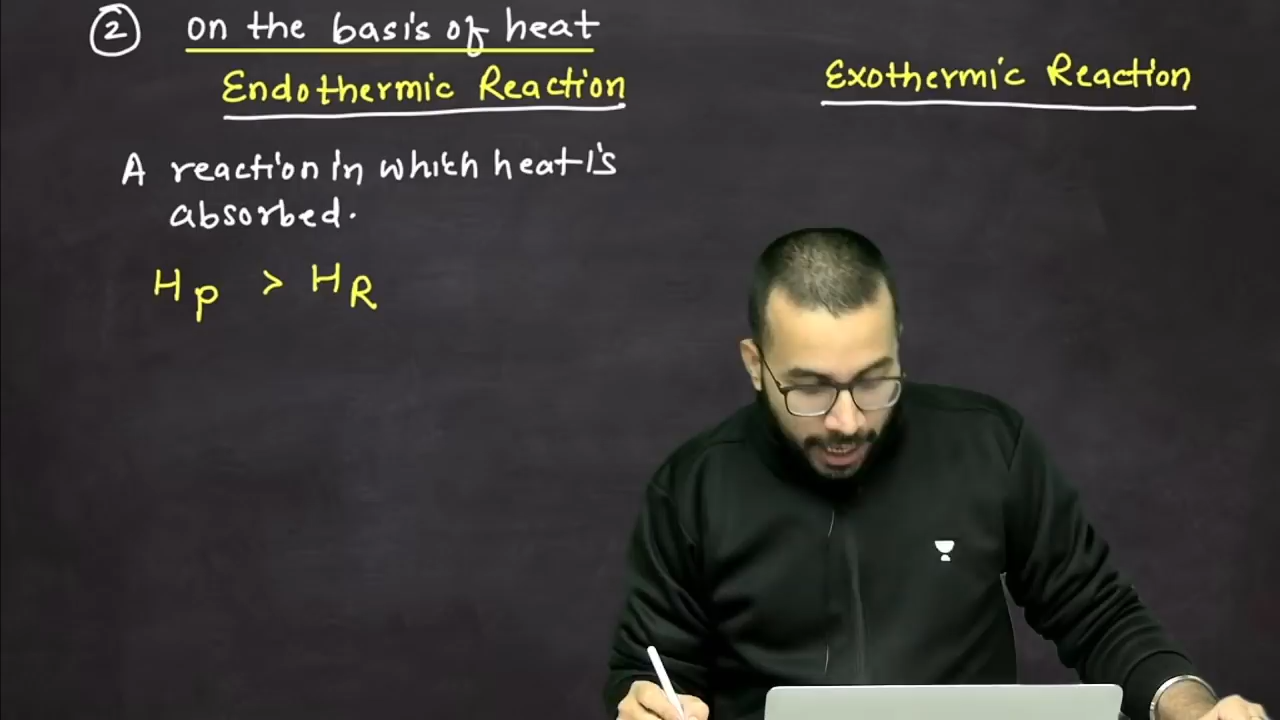 ② on the basis of heat
Endothermic Reaction
Exothermic Reaction
A reaction in which heat is
absorbed.
Hp > HR